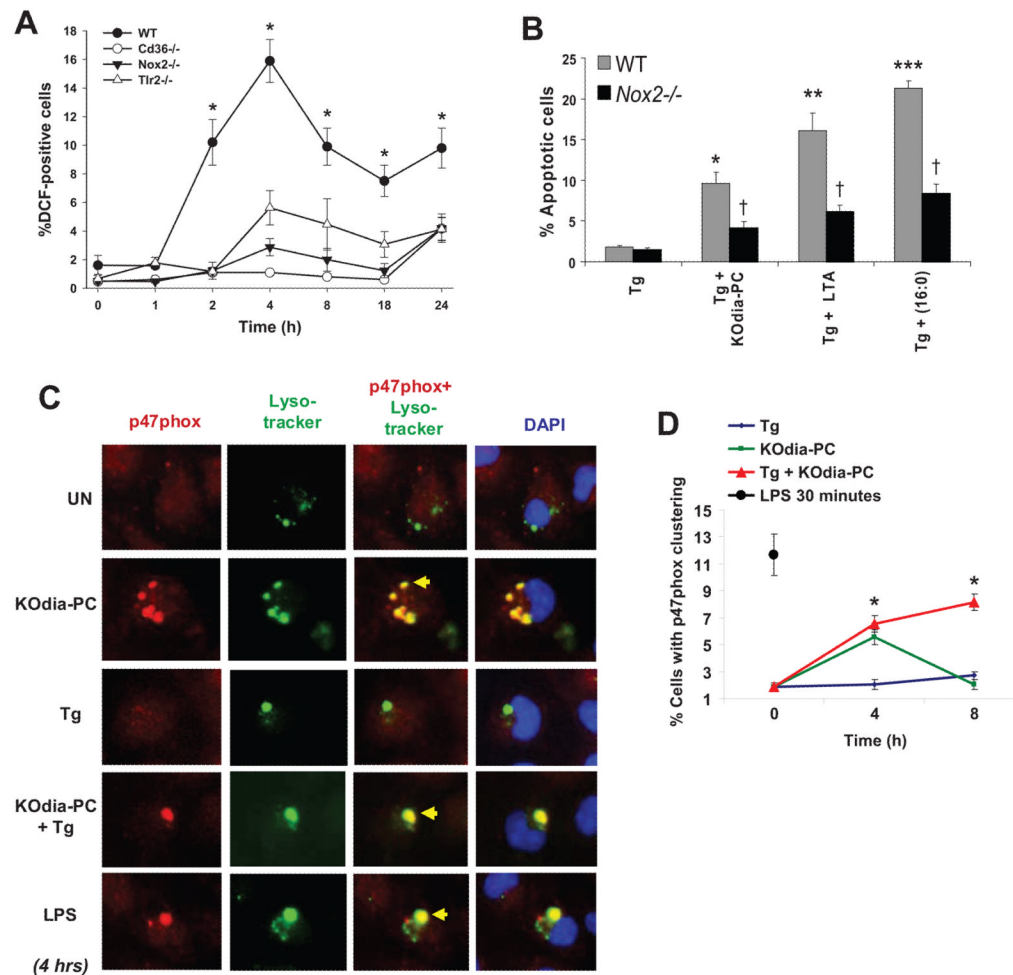 A
WT
Cd36-/-
Nox2-/-
Tlr2-/-
%DCF-positive cells
18
16
14
12
10
8
6
4
2
0
0 1 2 4 8 18 24
Time (h)
* * * * *
B
WT
Nox2-/-
% Apoptotic cells
25
20
15
10
5
0
* ** ***
† † †
Tg
Tg +
KOdia-PC
Tg + LTA
Tg + (16:0)
C
p47phox
Lyso-
tracker
p47phox+
Lyso-
tracker
DAPI
UN
KOdia-PC
Tg
KOdia-PC
+ Tg
LPS
(4 hrs)
D
Tg
KOdia-PC
Tg + KOdia-PC
LPS 30 minutes
% Cells with p47phox clustering
15
13
11
9
7
5
3
1
* *
0 4 8
Time (h)